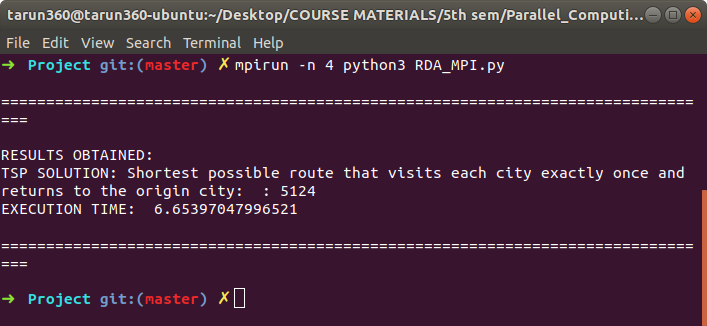 tarun360@tarun360-ubuntu:~/Desktop/COURSE MATERIALS/5th sem/Parallel_Computi...
File Edit View Search Terminal Help
➜ Project git:(master) ✗ mpirun -n 4 python3 RDA_MPI.py
=============================================================================
===
RESULTS OBTAINED:
TSP SOLUTION: Shortest possible route that visits each city exactly once and
returns to the origin city:  : 5124
EXECUTION TIME:  6.65397047996521
=============================================================================
===
➜ Project git:(master) ✗